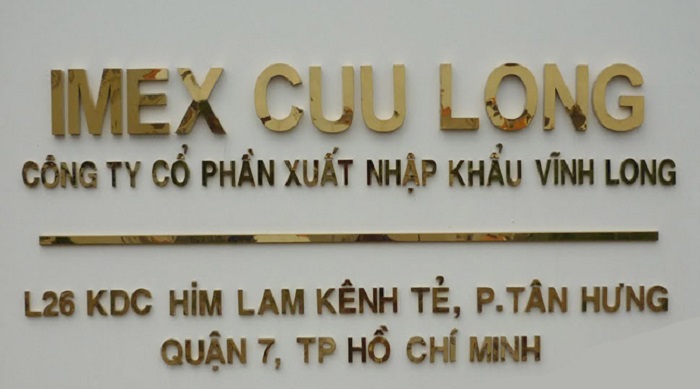 IMEX CUU LONG
CÔNG TY CỔ PHẦN XUẤT NHẬP KHẨU VĨNH LONG
L26 KDC HIM LAM KÊNH TẺ, P.TÂN HƯNG
QUẬN 7, TP HỒ CHÍ MINH